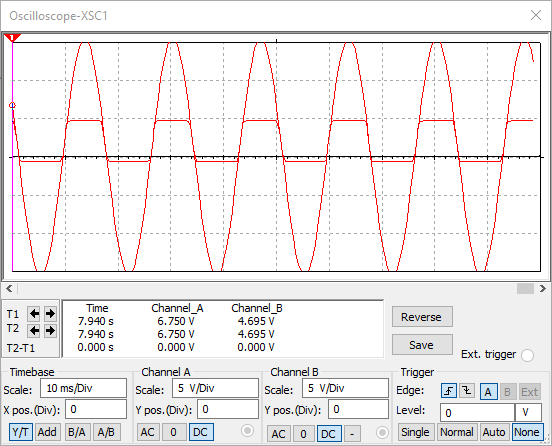 Oscilloscope-XSC1
1
T1
T2
T2-T1
Time Channel_A Channel_B
7.940 s 6.750 V 4.695 V
7.940 s 6.750 V 4.695 V
0.000 s 0.000 V 0.000 V
Reverse
Save
Ext. trigger
Timebase
Scale: 10 ms/Div
X pos.(Div): 0
Y/T Add B/A A/B
Channel A
Scale: 5 V/Div
Y pos.(Div): 0
AC 0 DC
Channel B
Scale: 5 V/Div
Y pos.(Div): 0
AC 0 DC -
Trigger
Edge: A B Ext
Level: 0 V
Single Normal Auto None